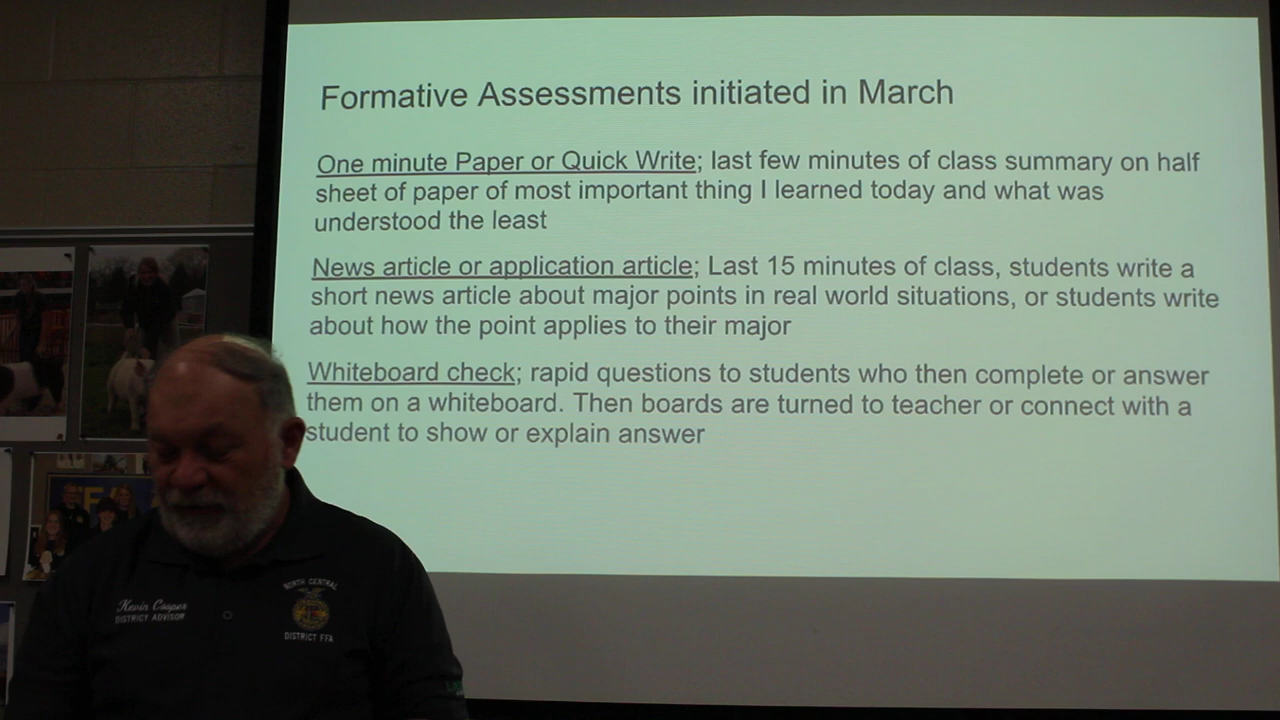 Formative Assessments initiated in March
One minute Paper or Quick Write; last few minutes of class summary on half
sheet of paper of most important thing I learned today and what was
understood the least
News article or application article; Last 15 minutes of class, students write a
short news article about major points in real world situations, or students write
about how the point applies to their major
Whiteboard check; rapid questions to students who then complete or answer
them on a whiteboard. Then boards are turned to teacher or connect with a
student to show or explain answer
Kevin Cooper
DISTRICT ADVISOR
NORTH CENTRAL
DISTRICT FFA